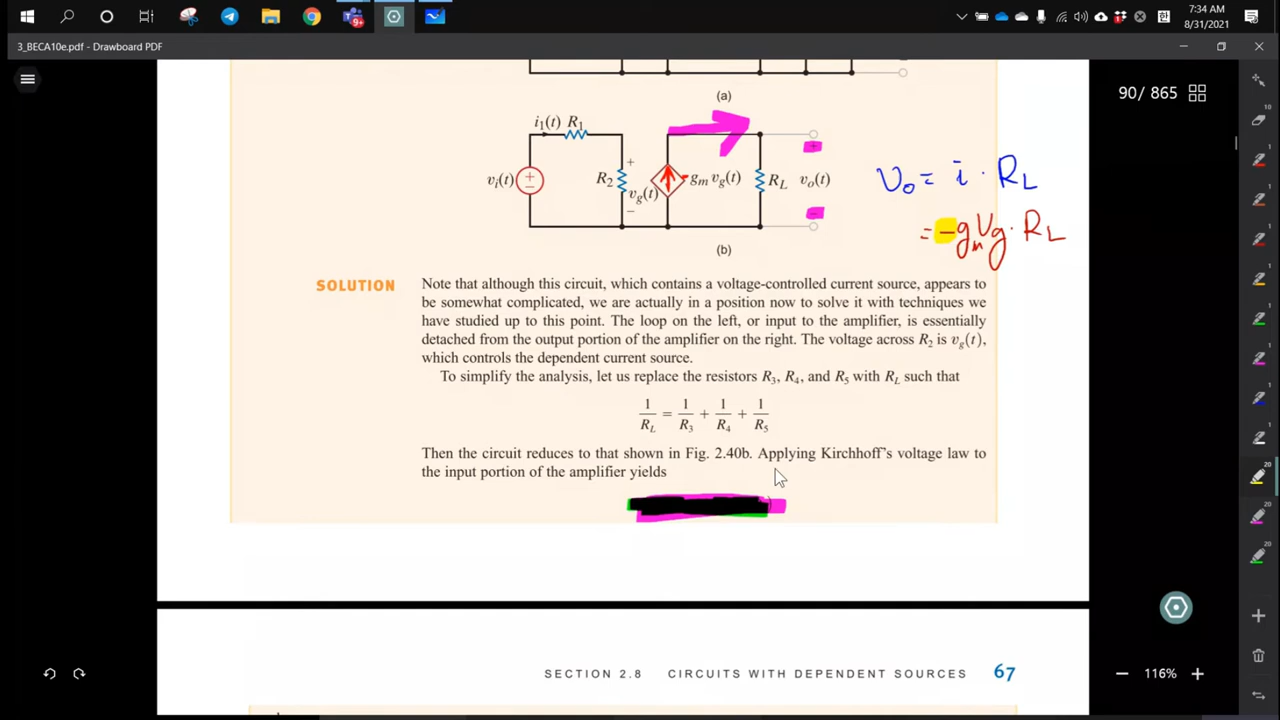 7:34 AM
8/31/2021
3_BECA10e.pdf - Drawboard PDF
90/ 865
(a)
i₁(t) R₁
vᵢ(t) + − R₂ + vg(t) − gₘ vg(t) R_L + vₒ(t) −
(b)
Vₒ = i · R_L
= −gₘVg · R_L
SOLUTION Note that although this circuit, which contains a voltage-controlled current source, appears to
be somewhat complicated, we are actually in a position now to solve it with techniques we
have studied up to this point. The loop on the left, or input to the amplifier, is essentially
detached from the output portion of the amplifier on the right. The voltage across R₂ is vg(t),
which controls the dependent current source.
To simplify the analysis, let us replace the resistors R₃, R₄, and R₅ with R_L such that
1/R_L = 1/R₃ + 1/R₄ + 1/R₅
Then the circuit reduces to that shown in Fig. 2.40b. Applying Kirchhoff's voltage law to
the input portion of the amplifier yields
SECTION 2.8 CIRCUITS WITH DEPENDENT SOURCES 67
116%